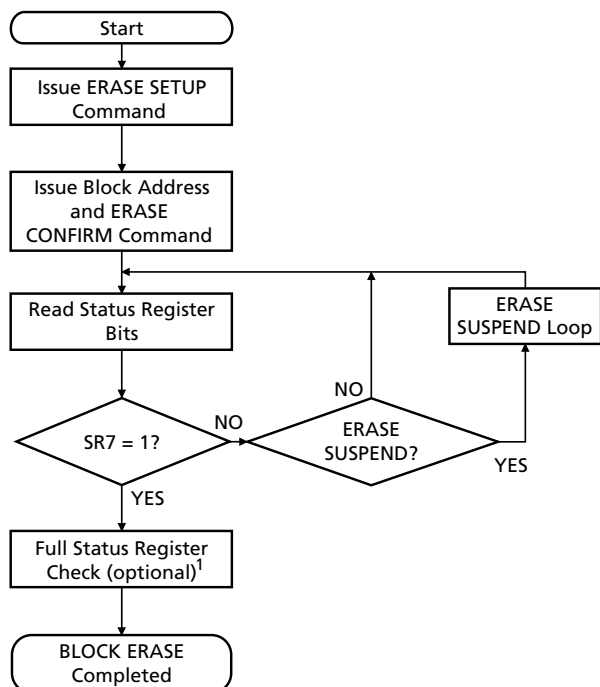 Start
Issue ERASE SETUP
Command
Issue Block Address
and ERASE
CONFIRM Command
Read Status Register
Bits
ERASE
SUSPEND Loop
SR7 = 1?
NO
ERASE
SUSPEND?
NO
YES
YES
Full Status Register
Check (optional)1
BLOCK ERASE
Completed